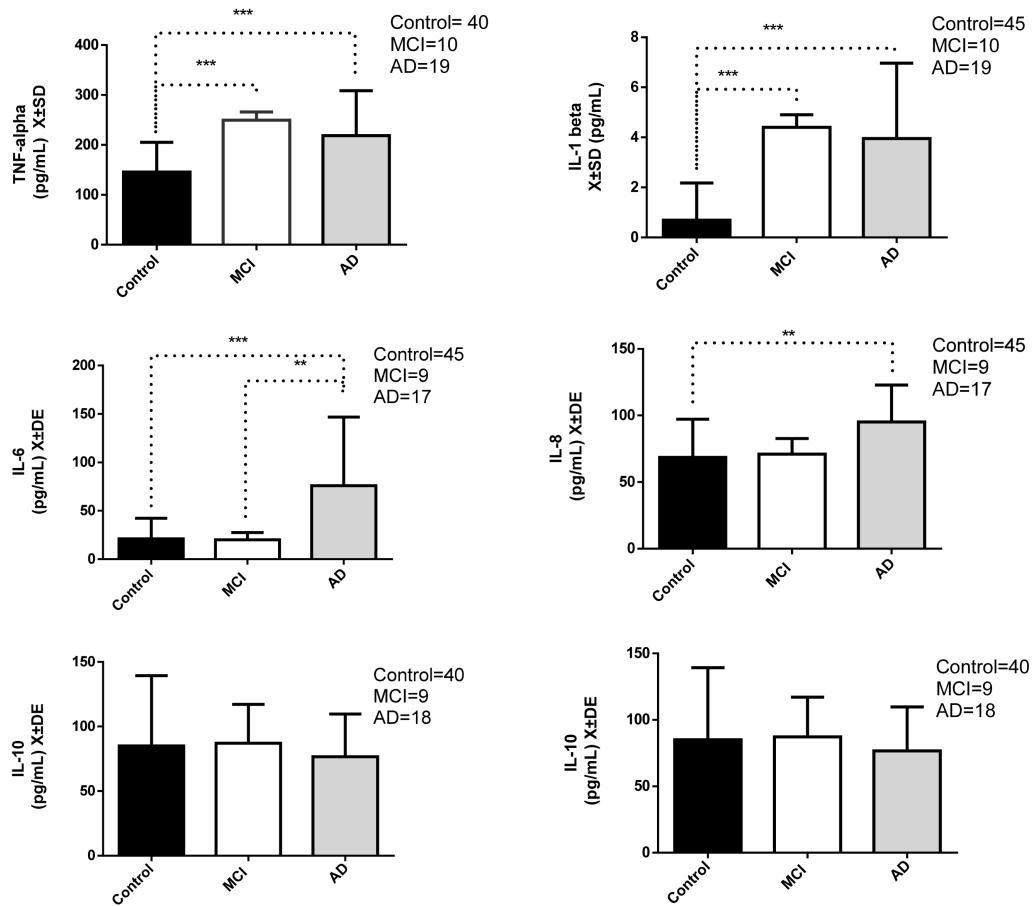 ***
***
Control= 40
MCI=10
AD=19
TNF-alpha
(pg/mL) X±SD
400
300
200
100
0
Control
MCI
AD
***
***
Control=45
MCI=10
AD=19
IL-1 beta
X±SD (pg/mL)
8
6
4
2
0
Control
MCI
AD
***
**
Control=45
MCI=9
AD=17
IL-6
(pg/mL) X±DE
200
150
100
50
0
Control
MCI
AD
**
Control=45
MCI=9
AD=17
IL-8
(pg/mL) X±DE
150
100
50
0
Control
MCI
AD
Control=40
MCI=9
AD=18
IL-10
(pg/mL) X±DE
150
100
50
0
Control
MCI
AD
Control=40
MCI=9
AD=18
IL-10
(pg/mL) X±DE
150
100
50
0
Control
MCI
AD